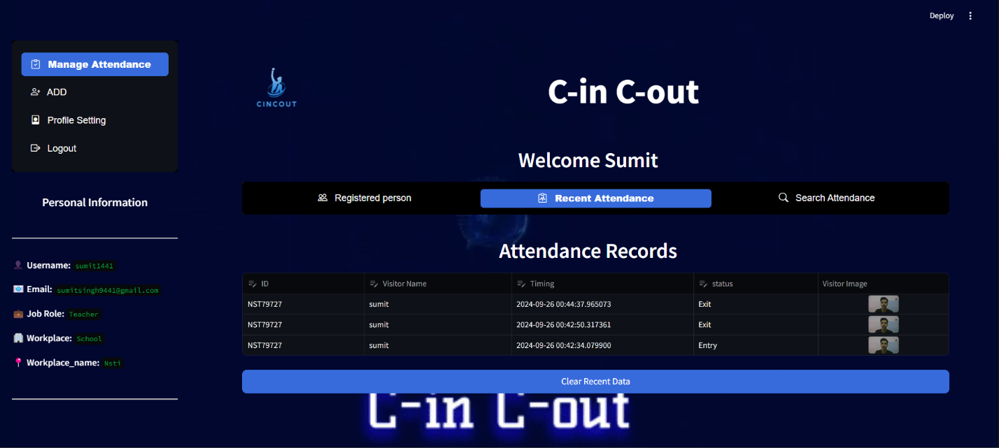 Deploy
Manage Attendance
ADD
Profile Setting
Logout
Personal Information
Username: sumit1441
Email: sumitsingh9441@gmail.com
Job Role: Teacher
Workplace: School
Workplace_name: Nsti
CINCOUT
C-in C-out
Welcome Sumit
Registered person Recent Attendance Search Attendance
Attendance Records
ID Visitor Name Timing status Visitor Image
NST79727 sumit 2024-09-26 00:44:37.965073 Exit
NST79727 sumit 2024-09-26 00:42:50.317361 Exit
NST79727 sumit 2024-09-26 00:42:34.079900 Entry
Clear Recent Data
C-in C-out